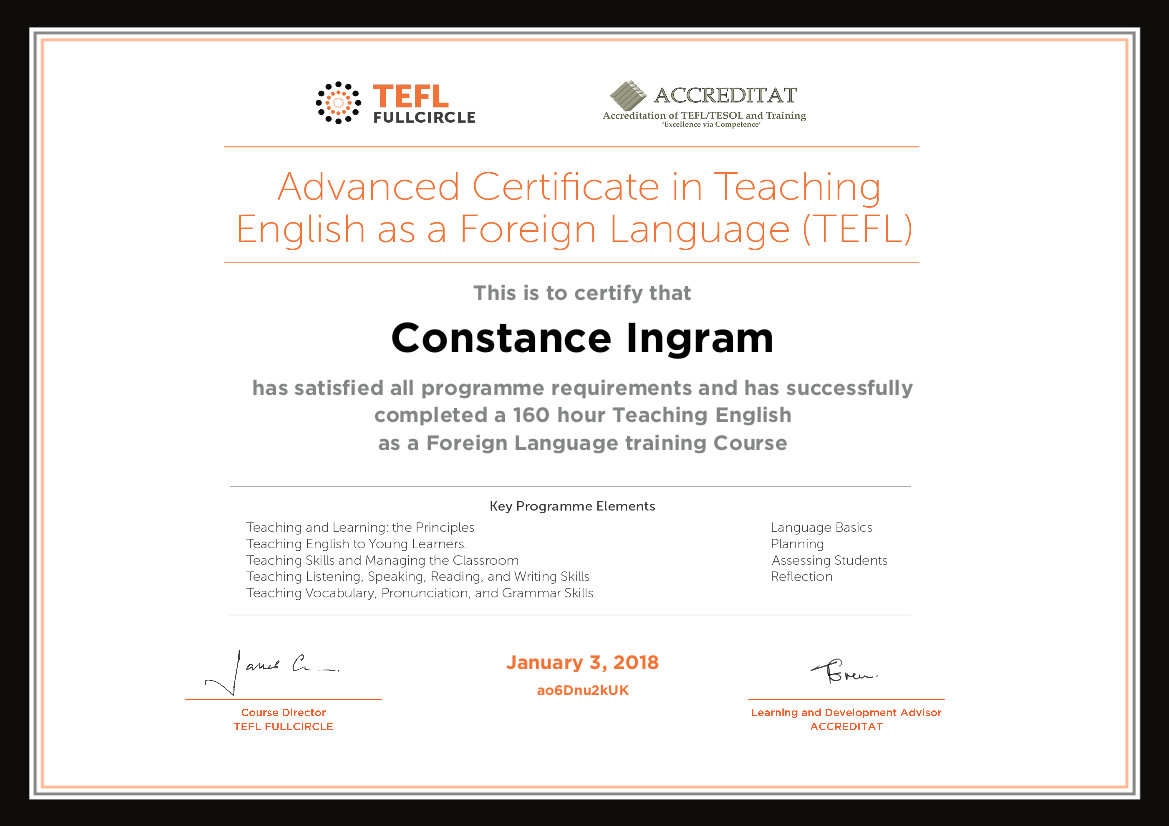 TEFL
FULLCIRCLE
ACCREDITAT
Accreditation of TEFL/TESOL and Training
'Excellence via Competence'
Advanced Certificate in Teaching
English as a Foreign Language (TEFL)
This is to certify that
Constance Ingram
has satisfied all programme requirements and has successfully
completed a 160 hour Teaching English
as a Foreign Language training Course
Key Programme Elements
Teaching and Learning: the Principles
Teaching English to Young Learners.
Teaching Skills and Managing the Classroom
Teaching Listening, Speaking, Reading, and Writing Skills
Teaching Vocabulary, Pronunciation, and Grammar Skills
Language Basics
Planning
Assessing Students
Reflection
January 3, 2018
ao6Dnu2kUK
Course Director
TEFL FULLCIRCLE
Learning and Development Advisor
ACCREDITAT